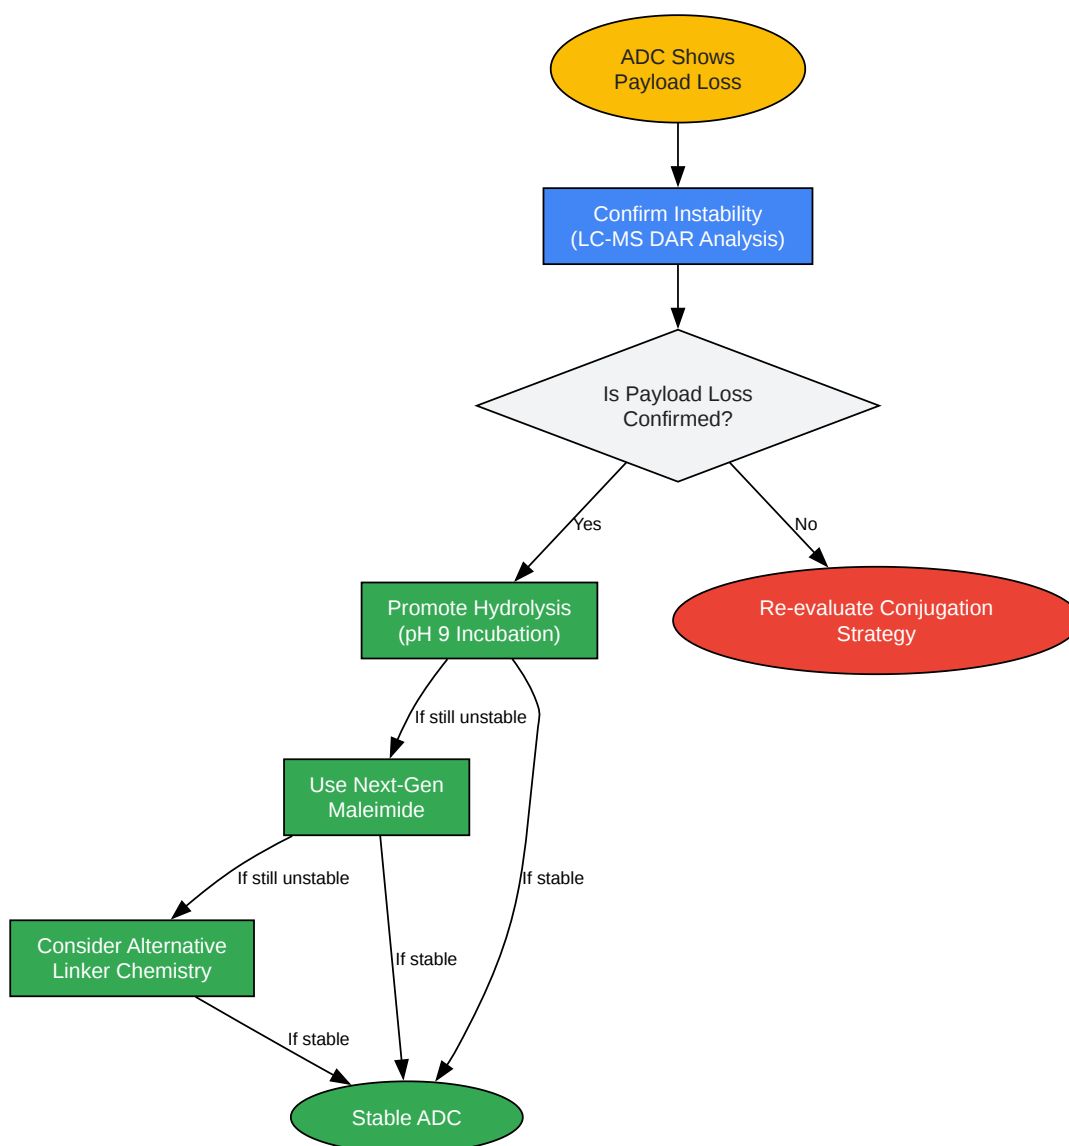 ADC Shows
Payload Loss
Confirm Instability
(LC-MS DAR Analysis)
Is Payload Loss
Confirmed?
Yes
No
Promote Hydrolysis
(pH 9 Incubation)
Re-evaluate Conjugation
Strategy
If still unstable
Use Next-Gen
Maleimide
If still unstable
If stable
Consider Alternative
Linker Chemistry
If stable
If stable
Stable ADC